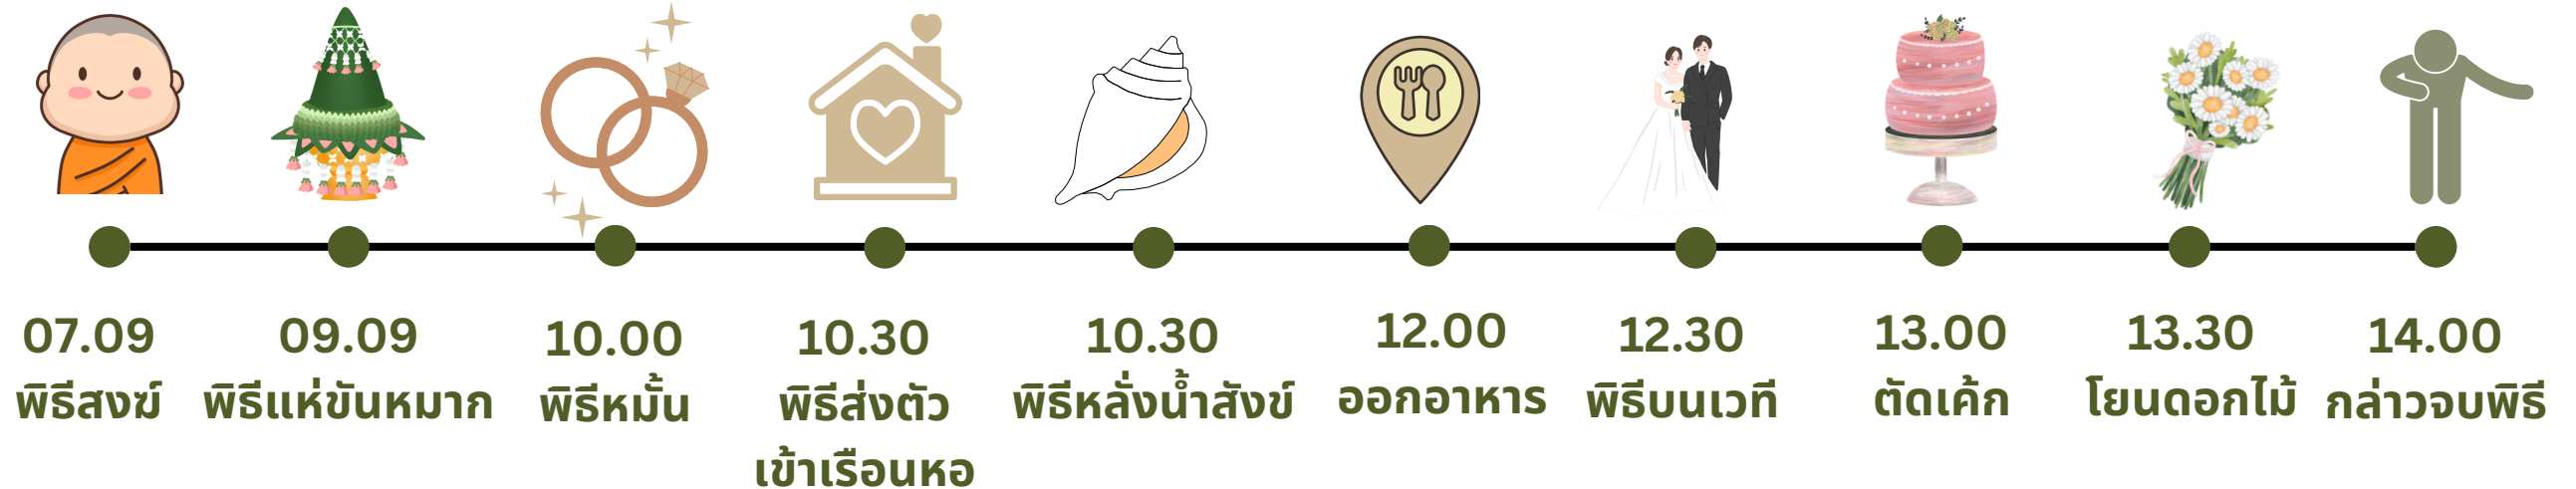 07.09
พิธีสงฆ์
09.09
พิธีแห่ขันหมาก
10.00
พิธีหมั้น
10.30
พิธีส่งตัว
เข้าเรือนหอ
10.30
พิธีหลั่งน้ำสังข์
12.00
ออกอาหาร
12.30
พิธีบนเวที
13.00
ตัดเค้ก
13.30
โยนดอกไม้
14.00
กล่าวจบพิธี